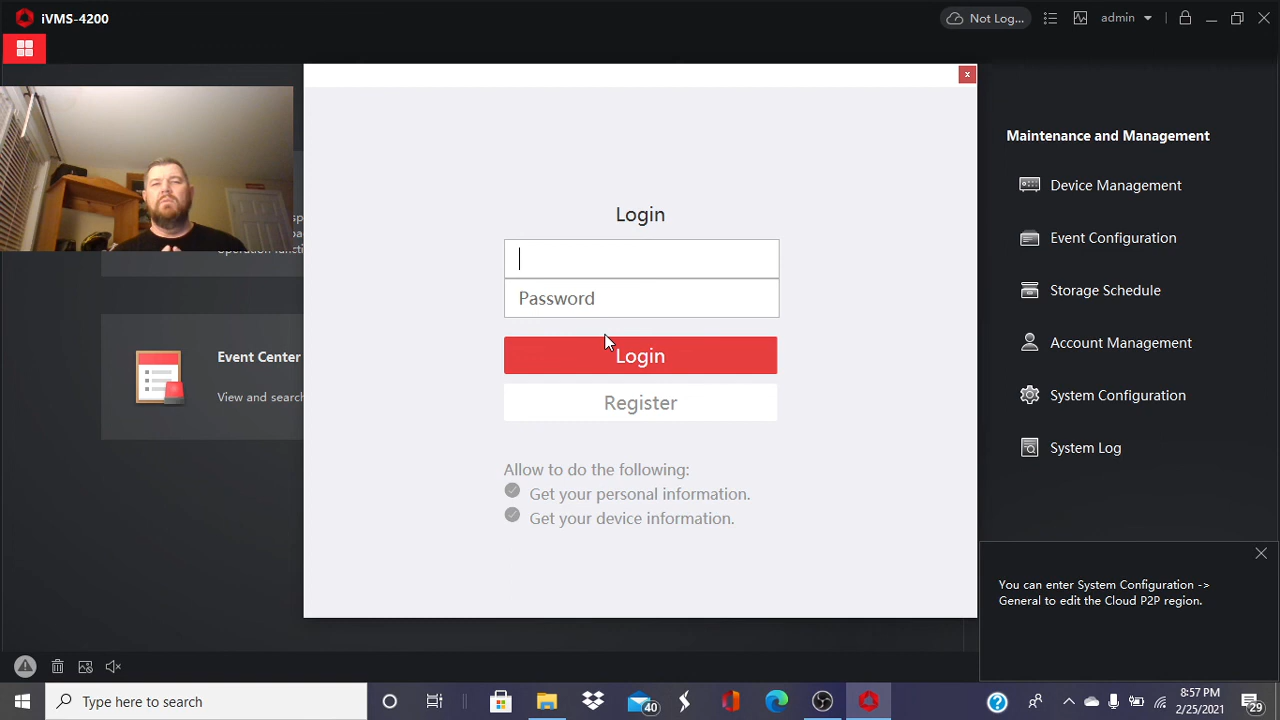 iVMS-4200
Not Log...
admin
Maintenance and Management
Device Management
Event Configuration
Storage Schedule
Account Management
System Configuration
System Log
Operation functi
Event Center
View and search
Login
Password
Login
Register
Allow to do the following:
Get your personal information.
Get your device information.
You can enter System Configuration ->
General to edit the Cloud P2P region.
Type here to search
40
8:57 PM
2/25/2021
29